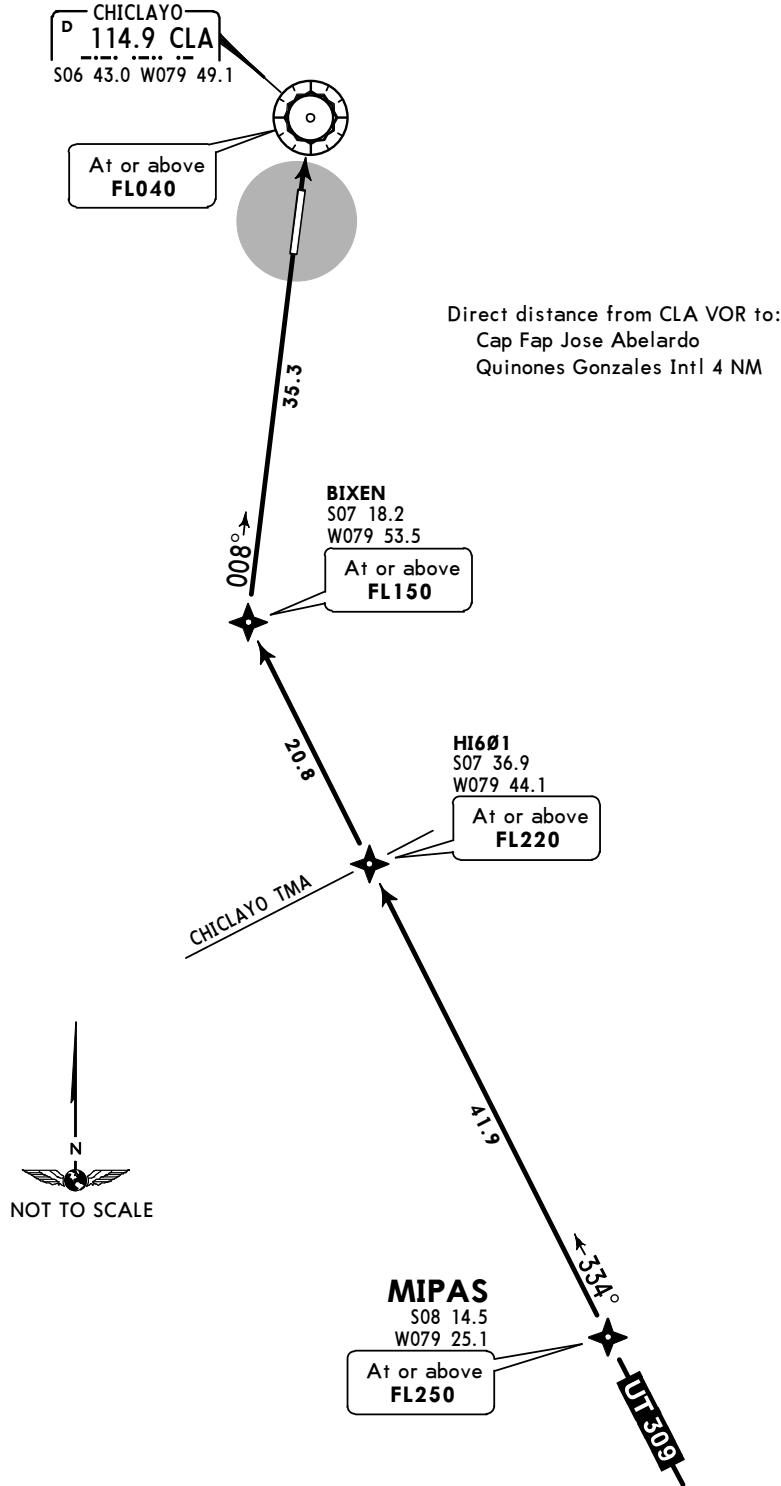 CHICLAYO
D
114.9 CLA
S06 43.0 W079 49.1
At or above
FL040
Direct distance from CLA VOR to:
Cap Fap Jose Abelardo
Quinones Gonzales Intl 4 NM
35.3
008°
BIXEN
S07 18.2
W079 53.5
At or above
FL150
20.8
HI6Ø1
S07 36.9
W079 44.1
At or above
FL220
CHICLAYO TMA
41.9
N
NOT TO SCALE
334°
MIPAS
S08 14.5
W079 25.1
At or above
FL250
UT 309